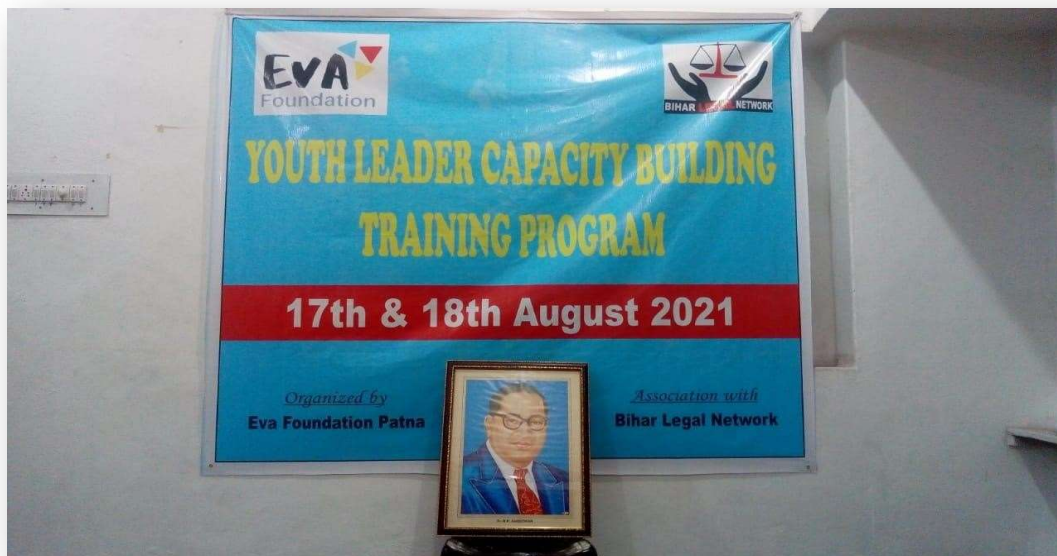 EVA
Foundation
BIHAR LEGAL NETWORK
YOUTH LEADER CAPACITY BUILDING
TRAINING PROGRAM
17th & 18th August 2021
Organized by
Eva Foundation Patna
Association with
Bihar Legal Network